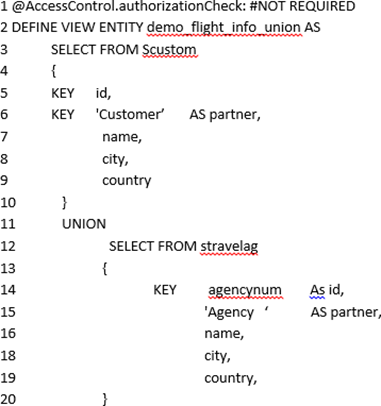 1 @AccessControl.authorizationCheck: #NOT REQUIRED
2 DEFINE VIEW ENTITY demo_flight_info_union AS
3 SELECT FROM Scustom
4 {
5 KEY id,
6 KEY 'Customer’ AS partner,
7 name,
8 city,
9 country
10 }
11 UNION
12 SELECT FROM stravelag
13 {
14 KEY agencynum As id,
15 'Agency ‘ AS partner,
16 name,
18 city,
19 country,
20 }